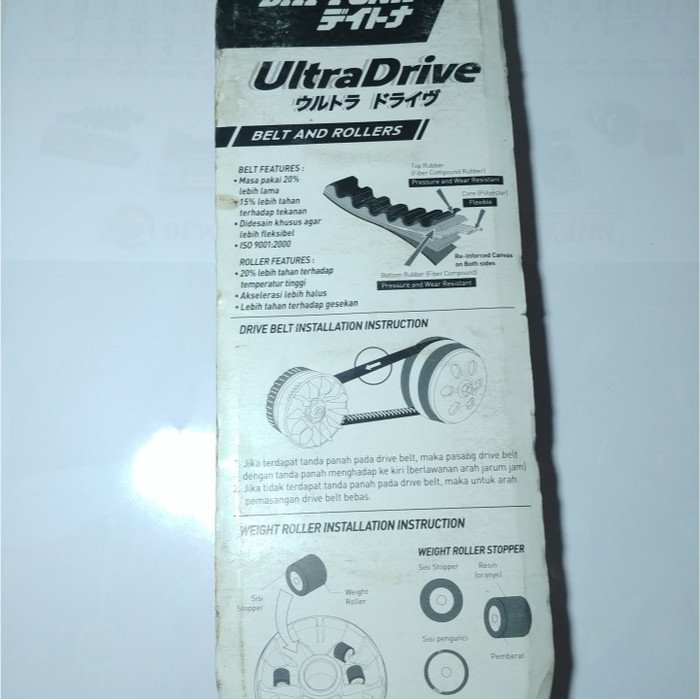 デイトナ
UltraDrive
ウルトラ ドライヴ
BELT AND ROLLERS
BELT FEATURES :
• Masa pakai 20%
lebih lama
• 15% lebih tahan
terhadap tekanan
• Didesain khusus agar
lebih fleksibel
• ISO 9001:2000
ROLLER FEATURES :
• 20% lebih tahan terhadap
temperatur tinggi
• Akselerasi lebih halus
• Lebih tahan terhadap gesekan
Top Rubber
(Fiber Compound Rubber)
Pressure and Wear Resistant
Core (Polyester)
Flexible
Re-Inforced Canvas
on Both sides
Bottom Rubber (Fiber Compound)
Pressure and Wear Resistant
DRIVE BELT INSTALLATION INSTRUCTION
Jika terdapat tanda panah pada drive belt, maka pasang drive belt
dengan tanda panah menghadap ke kiri (berlawanan arah jarum jam)
Jika tidak terdapat tanda panah pada drive belt, maka untuk arah
pemasangan drive belt bebas.
WEIGHT ROLLER INSTALLATION INSTRUCTION
Sisi
Stopper
Weight
Roller
WEIGHT ROLLER STOPPER
Sisi Stopper
Resin
(oranye)
Sisi pengunci
Pemberat